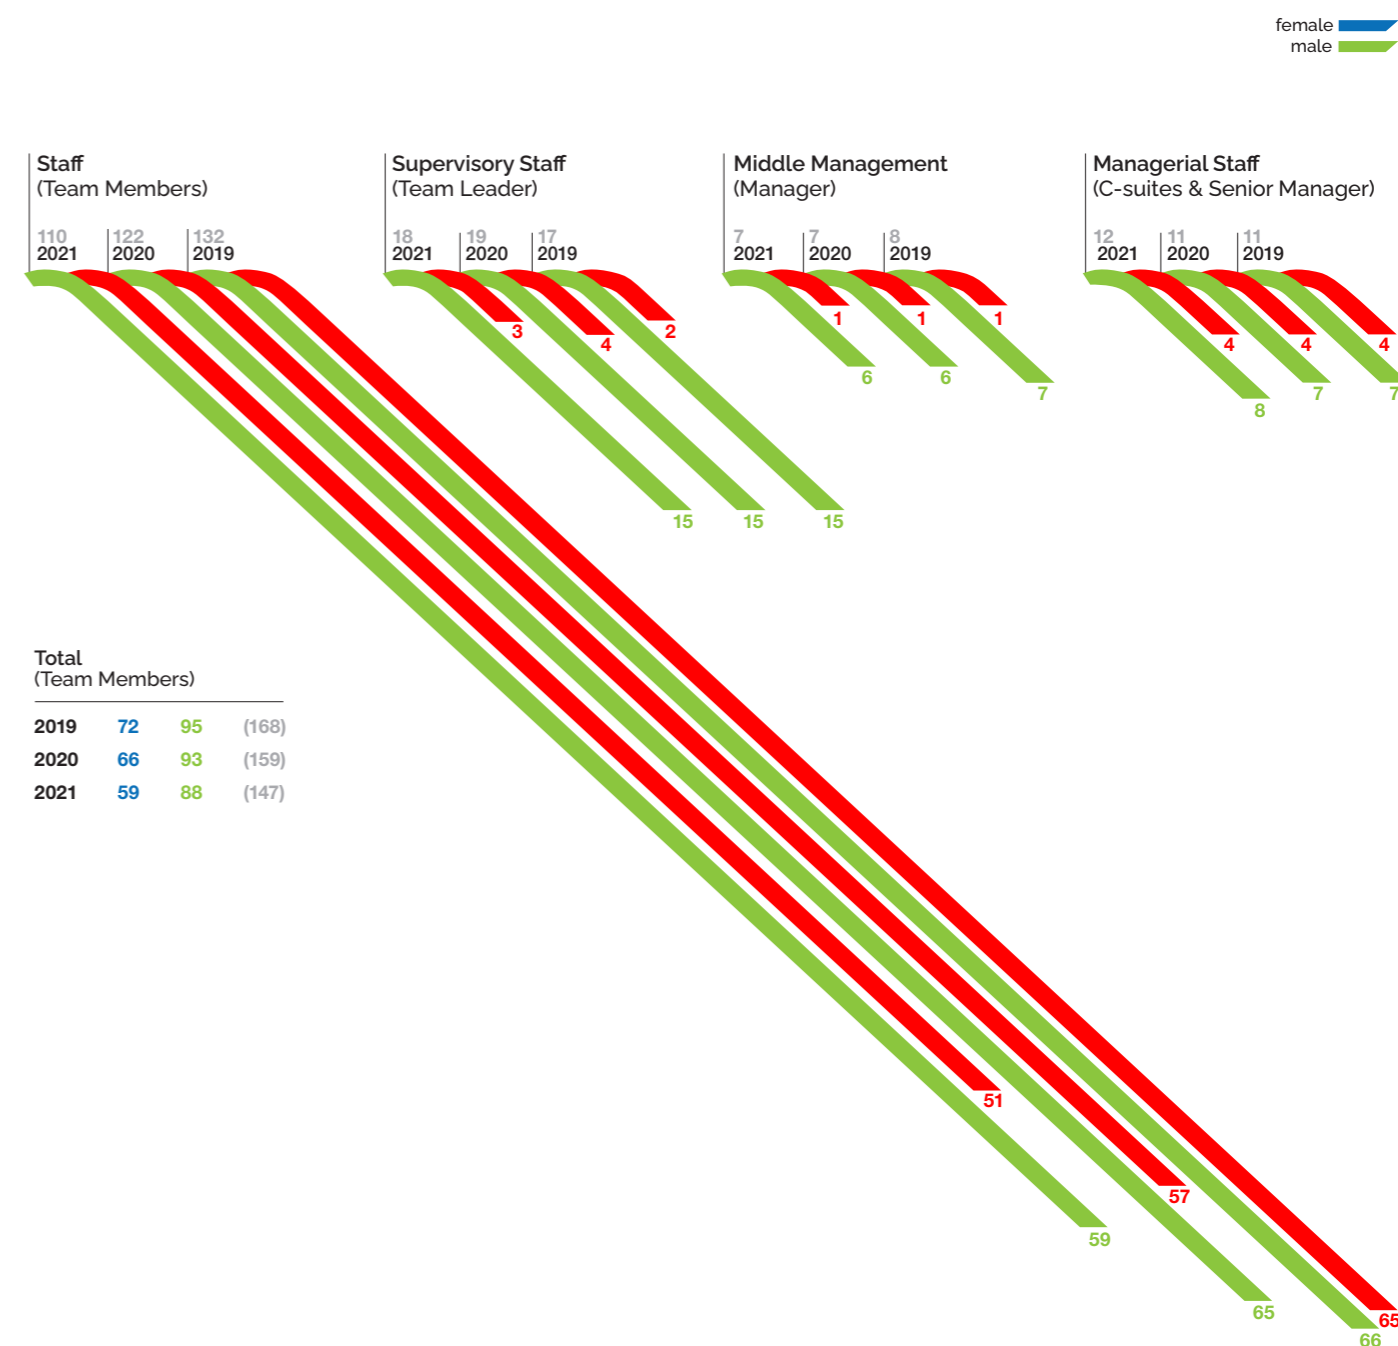 female
male
Staff
(Team Members)
110 122 132
2021 2020 2019
Supervisory Staff
(Team Leader)
18 19 17
2021 2020 2019
Middle Management
(Manager)
7 7 8
2021 2020 2019
Managerial Staff
(C-suites & Senior Manager)
12 11 11
2021 2020 2019
3 4 2
15 15 15
1 1 1
6 6 7
4 4 4
8 7 7
Total
(Team Members)
2019 72 95 (168)
2020 66 93 (159)
2021 59 88 (147)
51
57
59
65
65
66